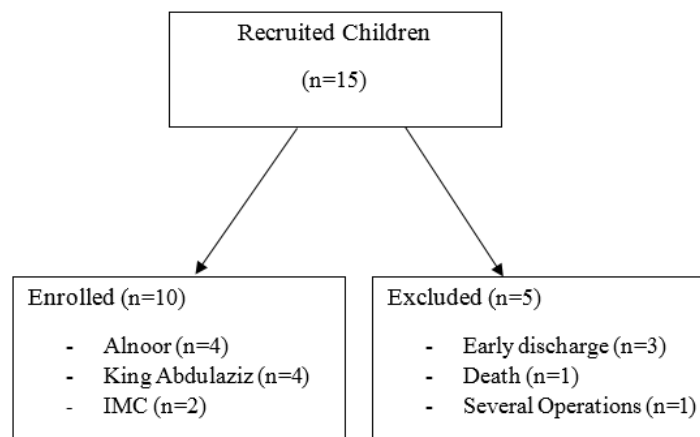 Recruited Children
(n=15)
Enrolled (n=10)
- Alnoor (n=4)
- King Abdulaziz (n=4)
- IMC (n=2)
Excluded (n=5)
- Early discharge (n=3)
- Death (n=1)
- Several Operations (n=1)